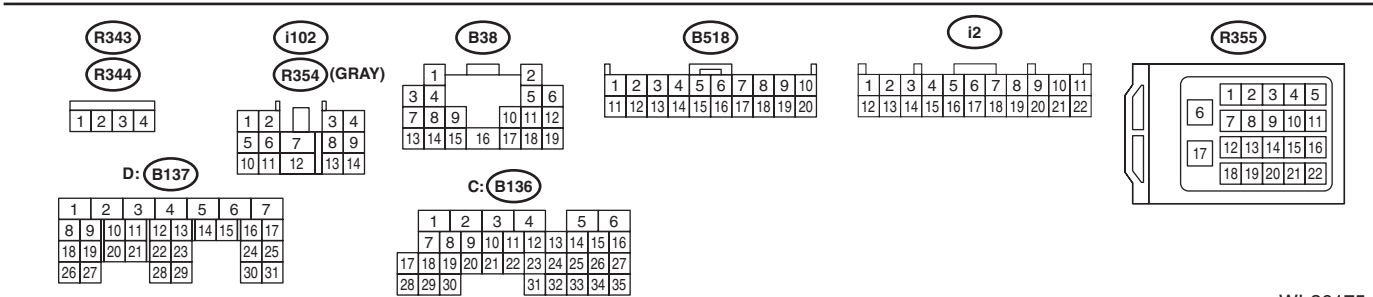 R343
R344
1 2 3 4
i102
R354 (GRAY)
1 2 3 4
5 6 7 8 9
10 11 12 13 14
B38
1 2
3 4 5 6
7 8 9 10 11 12
13 14 15 16 17 18 19
B518
1 2 3 4 5 6 7 8 9 10
11 12 13 14 15 16 17 18 19 20
i2
1 2 3 4 5 6 7 8 9 10 11
12 13 14 15 16 17 18 19 20 21 22
R355
1 2 3 4 5
6
7 8 9 10 11
12 13 14 15 16
17
18 19 20 21 22
D: B137
1 2 3 4 5 6 7
8 9 10 11 12 13 14 15 16 17
18 19 20 21 22 23 24 25
26 27 28 29 30 31
C: B136
1 2 3 4 5 6
7 8 9 10 11 12 13 14 15 16
17 18 19 20 21 22 23 24 25 26 27
28 29 30 31 32 33 34 35